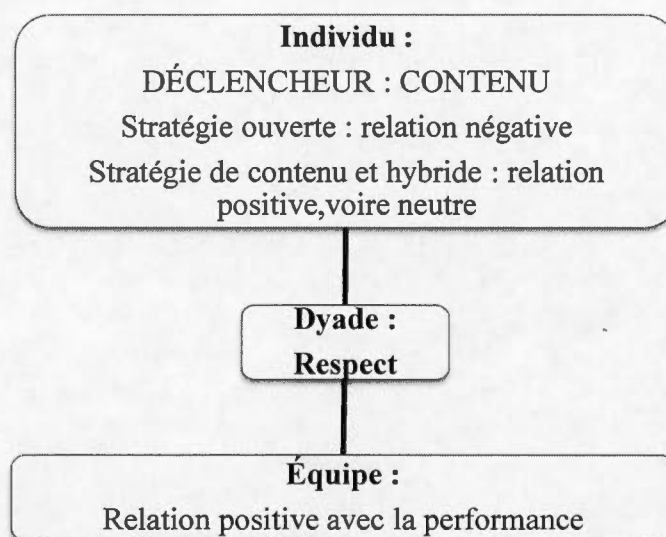 Individu :
DÉCLENCHEUR : CONTENU
Stratégie ouverte : relation négative
Stratégie de contenu et hybride : relation
positive,voire neutre
Dyade :
Respect
Équipe :
Relation positive avec la performance